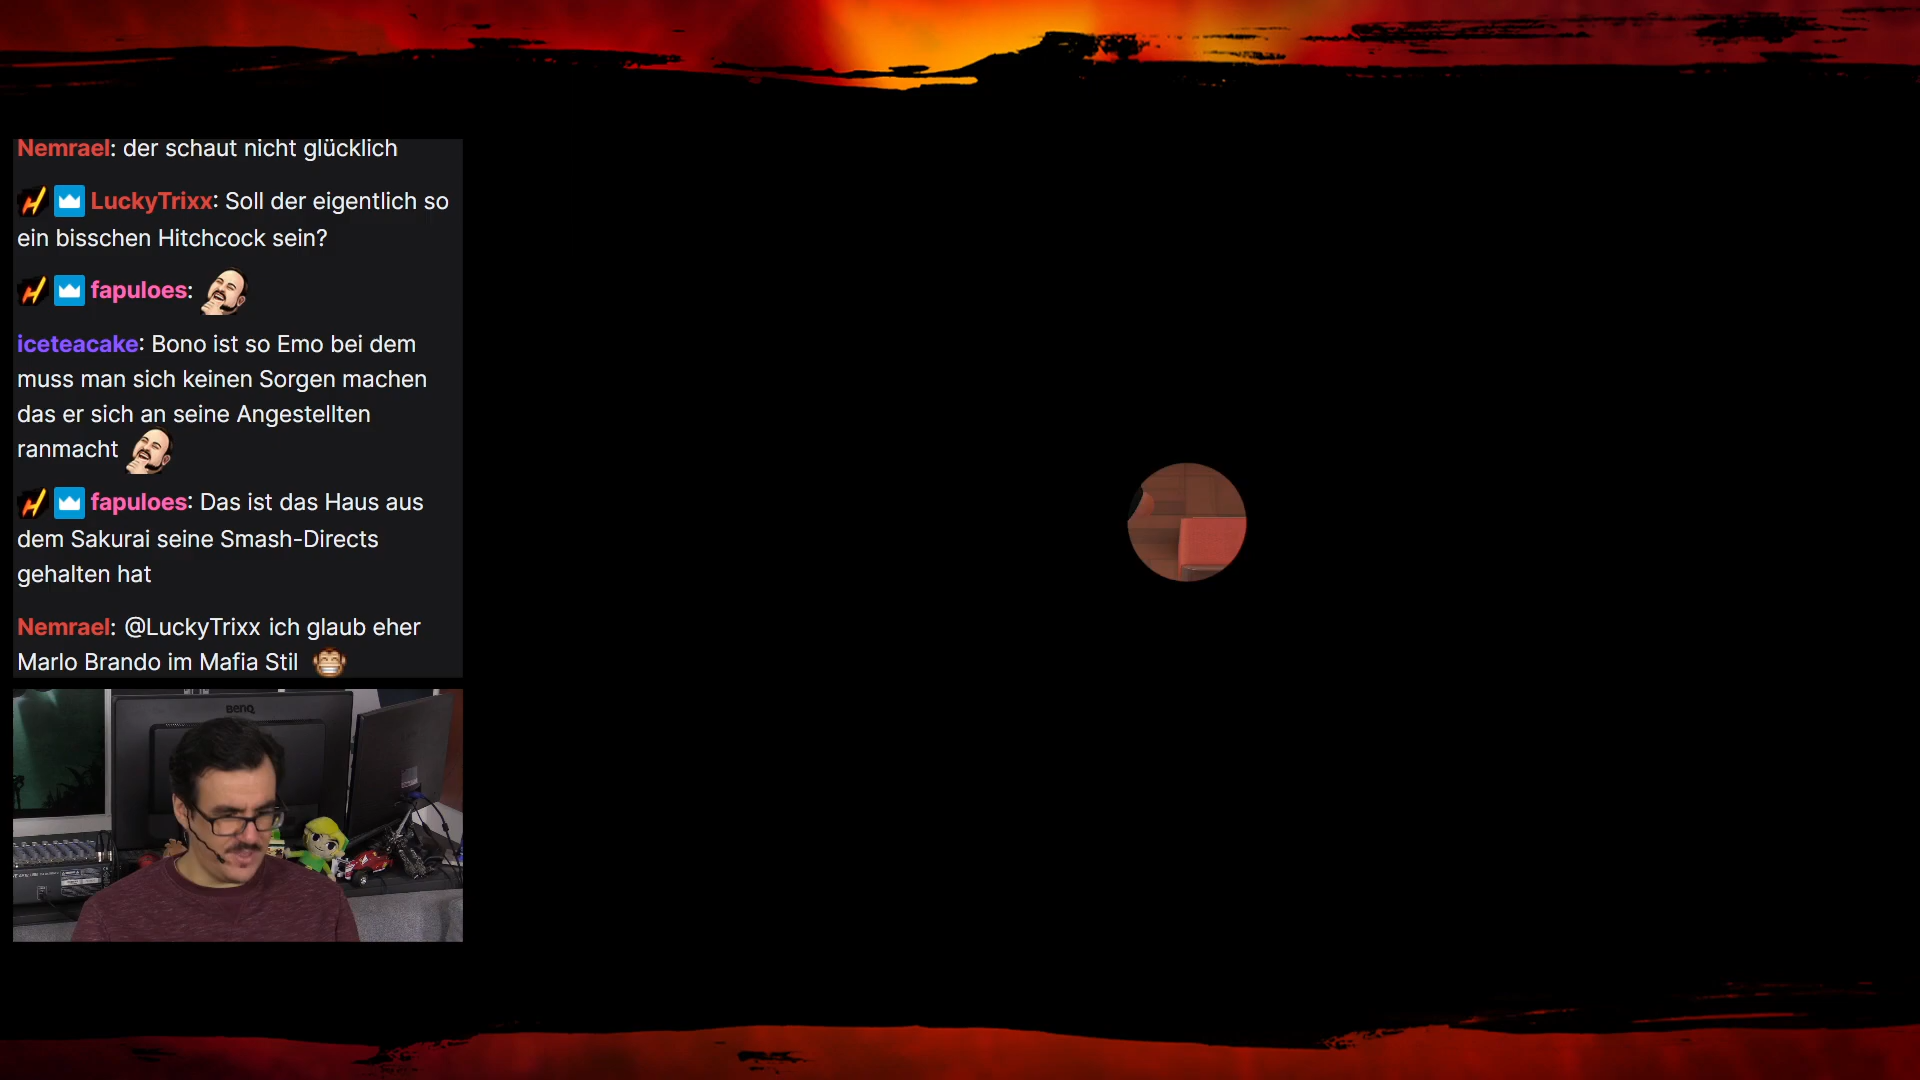 Nemrael: der schaut nicht glücklich
LuckyTrixx: Soll der eigentlich so
ein bisschen Hitchcock sein?
fapuloes:
iceteacake: Bono ist so Emo bei dem
muss man sich keinen Sorgen machen
das er sich an seine Angestellten
ranmacht
fapuloes: Das ist das Haus aus
dem Sakurai seine Smash-Directs
gehalten hat
Nemrael: @LuckyTrixx ich glaub eher
Marlo Brando im Mafia Stil
BenQ